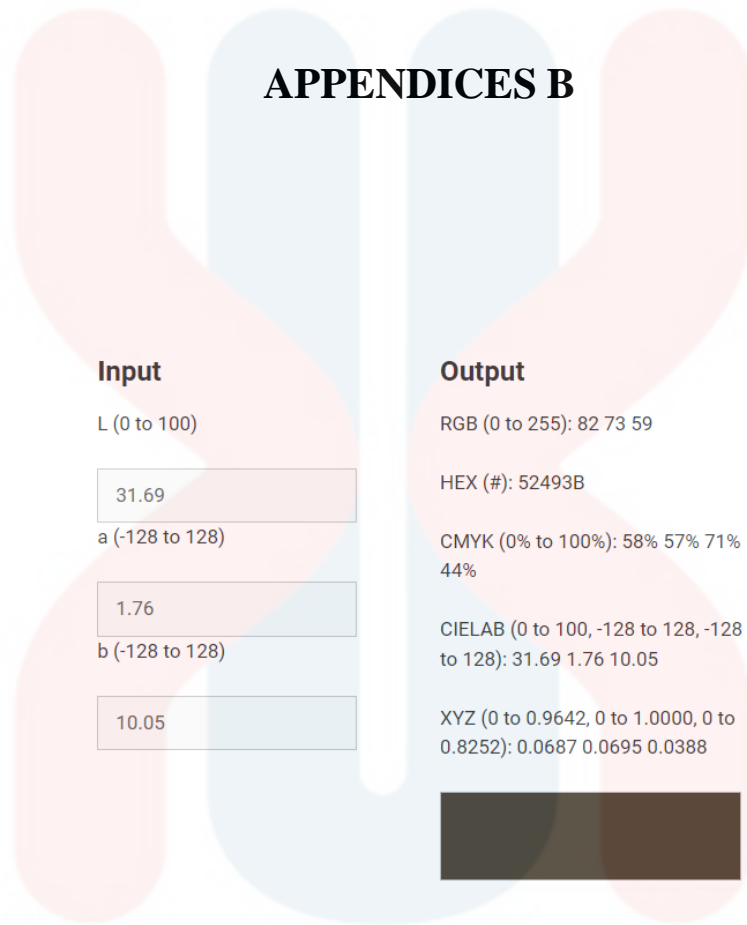 APPENDICES B
Input
L (0 to 100)
31.69
a (-128 to 128)
1.76
b (-128 to 128)
10.05
Output
RGB (0 to 255): 82 73 59
HEX (#): 52493B
CMYK (0% to 100%): 58% 57% 71%
44%
CIELAB (0 to 100, -128 to 128, -128
to 128): 31.69 1.76 10.05
XYZ (0 to 0.9642, 0 to 1.0000, 0 to
0.8252): 0.0687 0.0695 0.0388